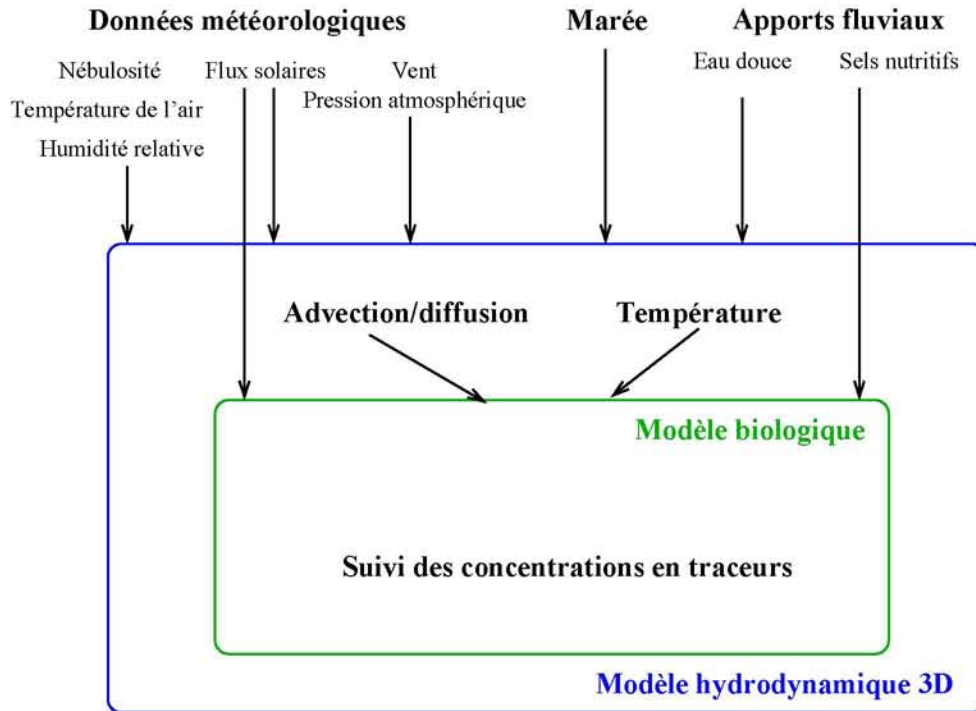 Données météorologiques
Marée
Apports fluviaux
Nébulosité
Température de l'air
Humidité relative
Flux solaires
Vent
Pression atmosphérique
Eau douce
Sels nutritifs
Advection/diffusion
Température
Modèle biologique
Suivi des concentrations en traceurs
Modèle hydrodynamique 3D